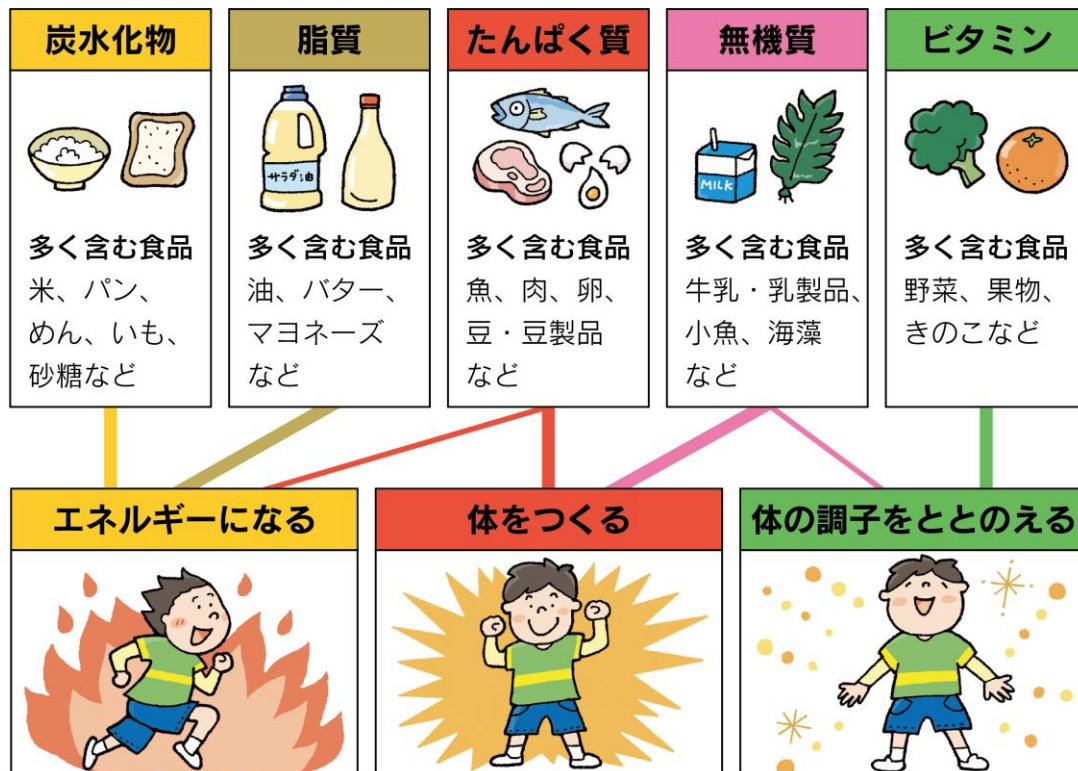 炭水化物
サラダ油
多く含む食品
米、パン、
めん、いも、
砂糖など
脂質
多く含む食品
油、バター、
マヨネーズ
など
たんぱく質
多く含む食品
魚、肉、卵、
豆・豆製品
など
無機質
MILK
多く含む食品
牛乳・乳製品、
小魚、海藻
など
ビタミン
多く含む食品
野菜、果物、
きのこなど
エネルギーになる
体をつくる
体の調子をととのえる